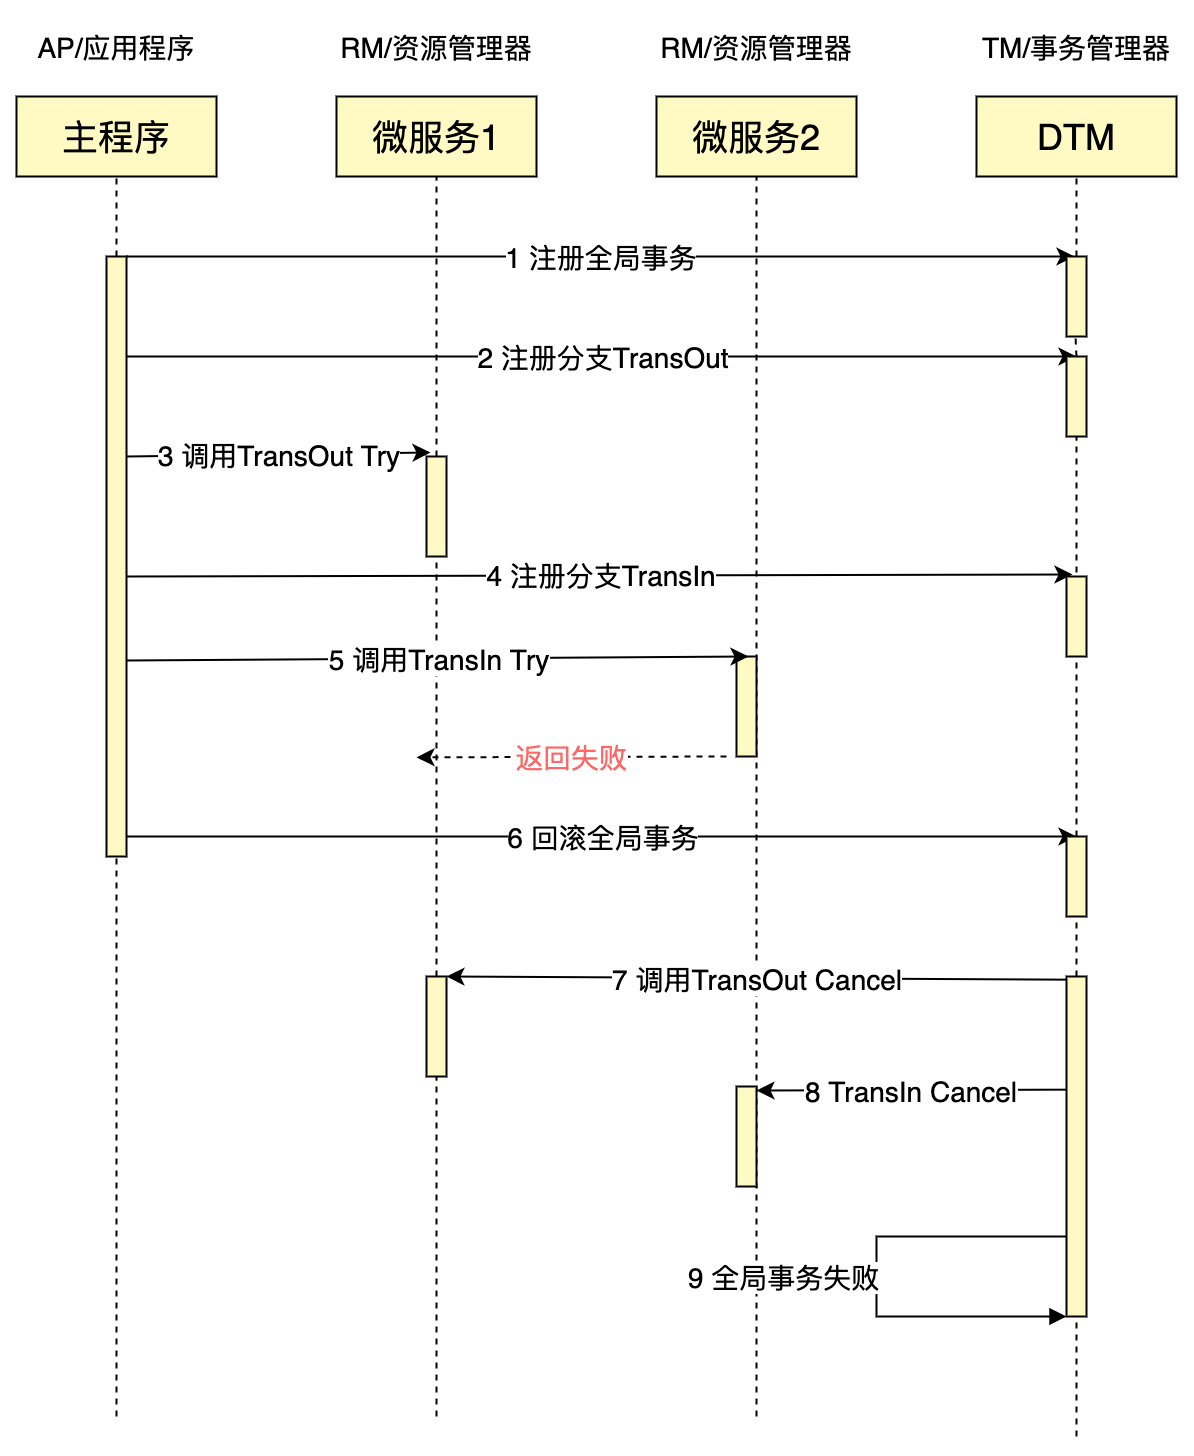 AP/应用程序
RM/资源管理器
RM/资源管理器
TM/事务管理器
主程序
微服务1
微服务2
DTM
1 注册全局事务
2 注册分支TransOut
3 调用TransOut Try
4 注册分支TransIn
5 调用TransIn Try
返回失败
6 回滚全局事务
7 调用TransOut Cancel
8 TransIn Cancel
9 全局事务失败